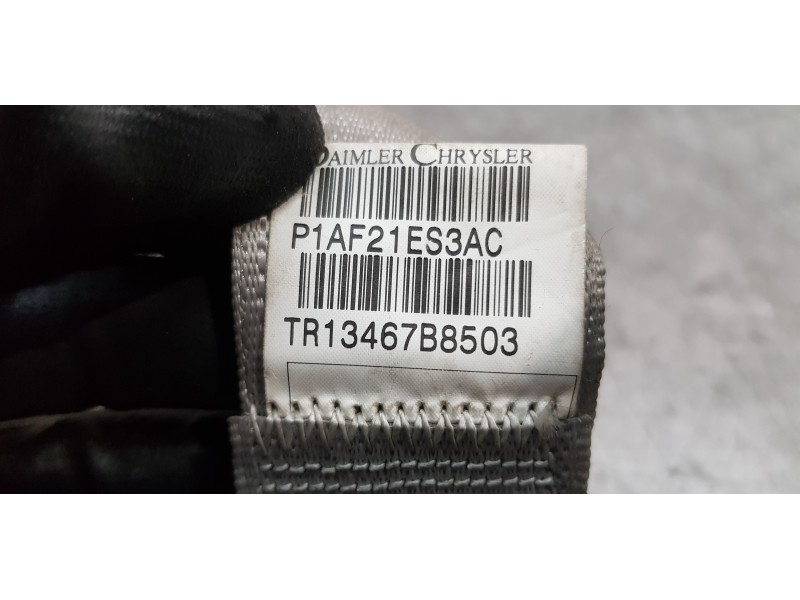 DAIMLER CHRYSLER
P1AF21ES3AC
TR13467B8503